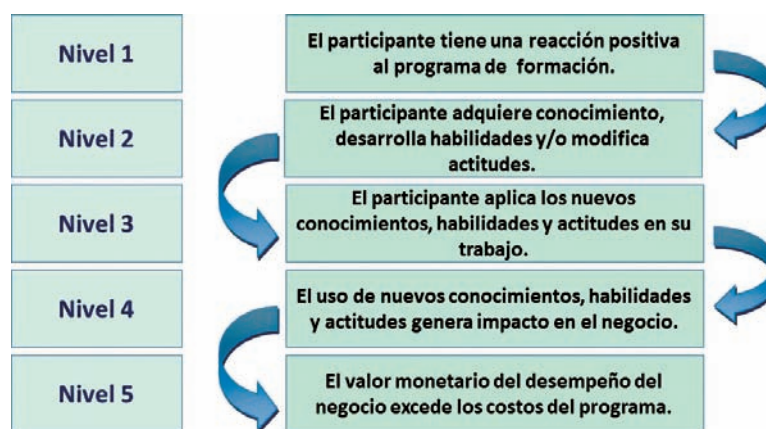 Nivel 1
El participante tiene una reacción positiva
al programa de formación.
Nivel 2
El participante adquiere conocimiento,
desarrolla habilidades y/o modifica
actitudes.
Nivel 3
El participante aplica los nuevos
conocimientos, habilidades y actitudes en su
trabajo.
Nivel 4
El uso de nuevos conocimientos, habilidades
y actitudes genera impacto en el negocio.
Nivel 5
El valor monetario del desempeño del
negocio excede los costos del programa.